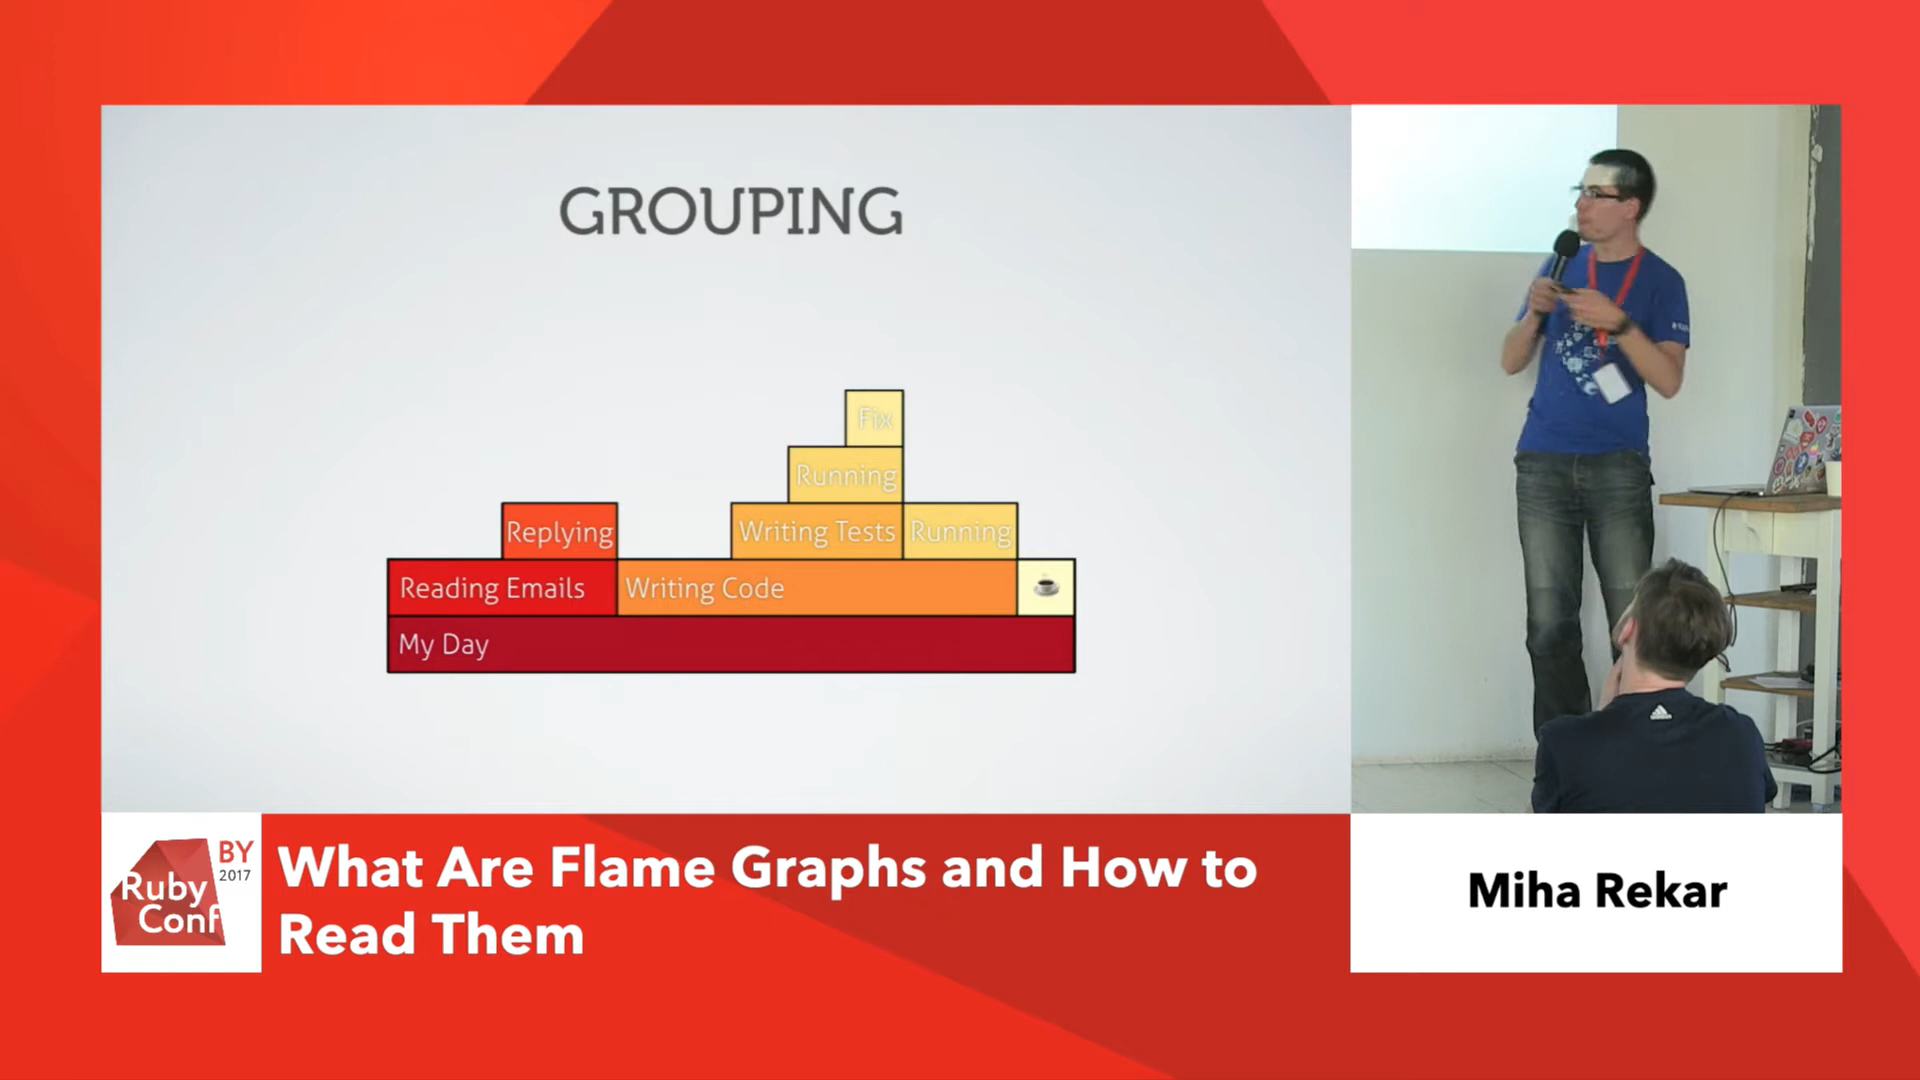 GROUPING
Fix
Running
Replying
Writing Tests
Running
Reading Emails
Writing Code
My Day
Ruby
Conf
BY
2017
What Are Flame Graphs and How to
Read Them
Miha Rekar